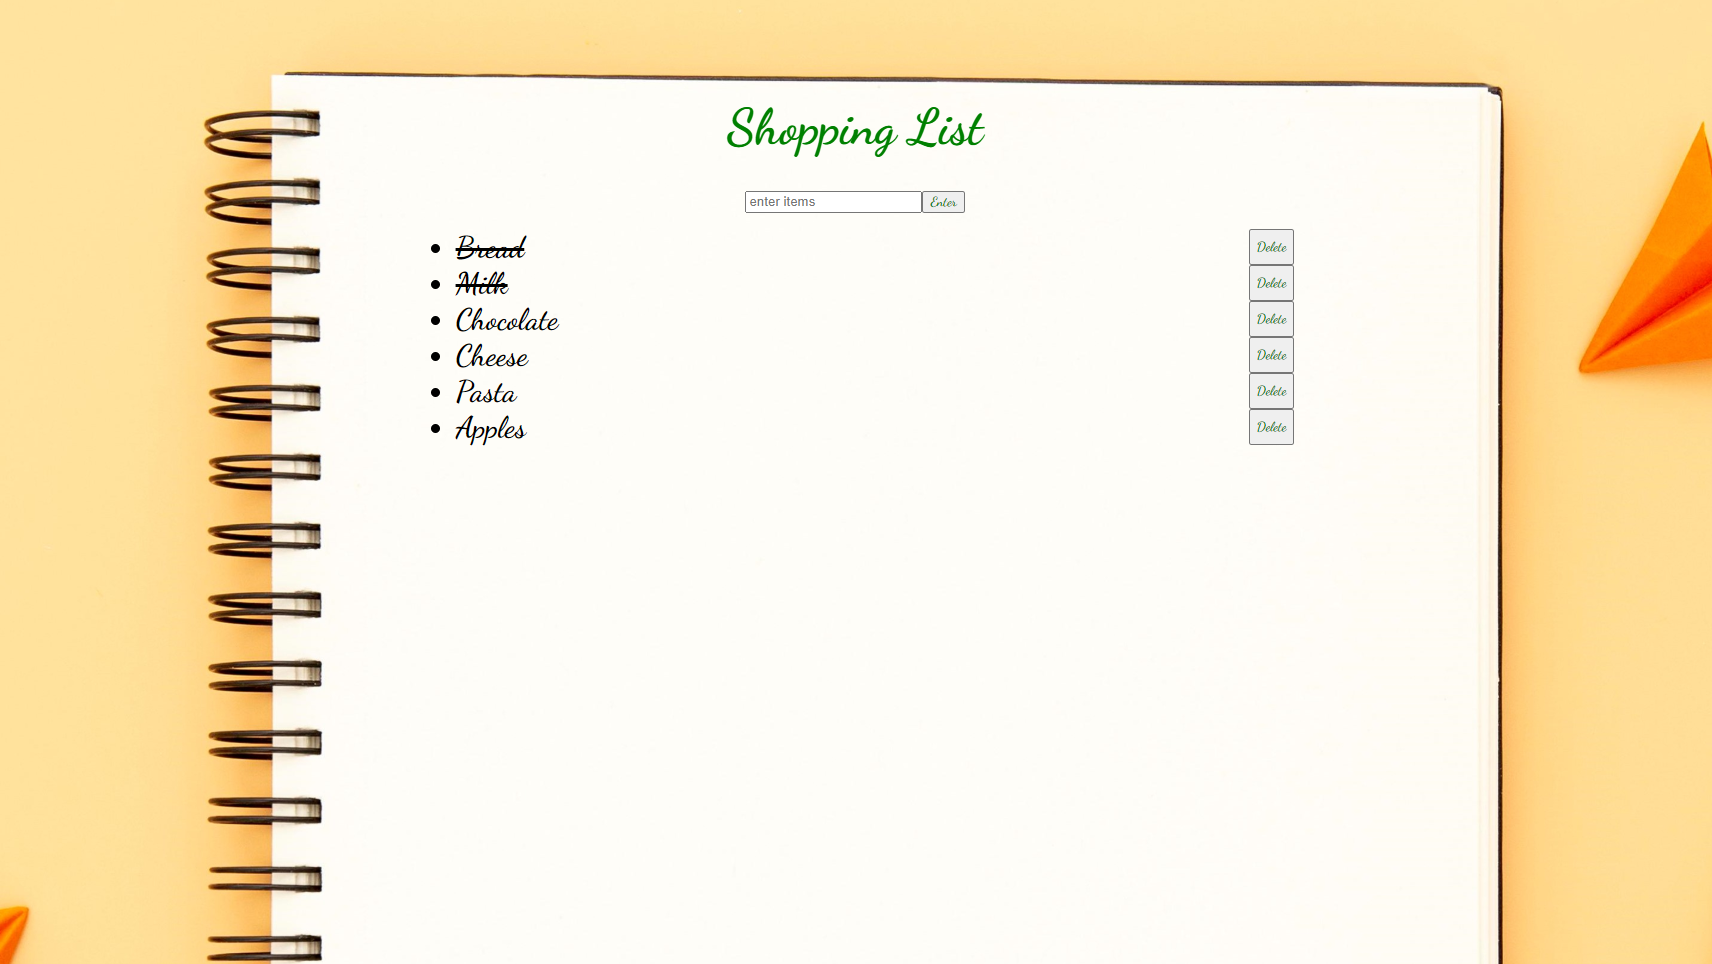 Shopping List
enter items Enter
Bread Delete
Milk Delete
Chocolate Delete
Cheese Delete
Pasta Delete
Apples Delete